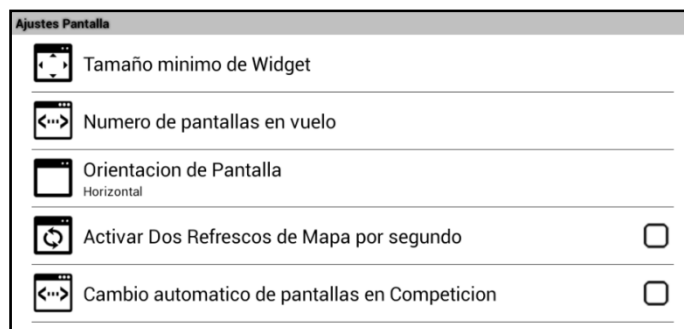 Ajustes Pantalla
Tamaño minimo de Widget
Numero de pantallas en vuelo
Orientacion de Pantalla
Horizontal
Activar Dos Refrescos de Mapa por segundo
Cambio automatico de pantallas en Competicion